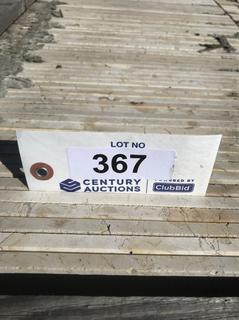 LOT NO
367
CENTURY
AUCTIONS
POWERED BY
ClubBid